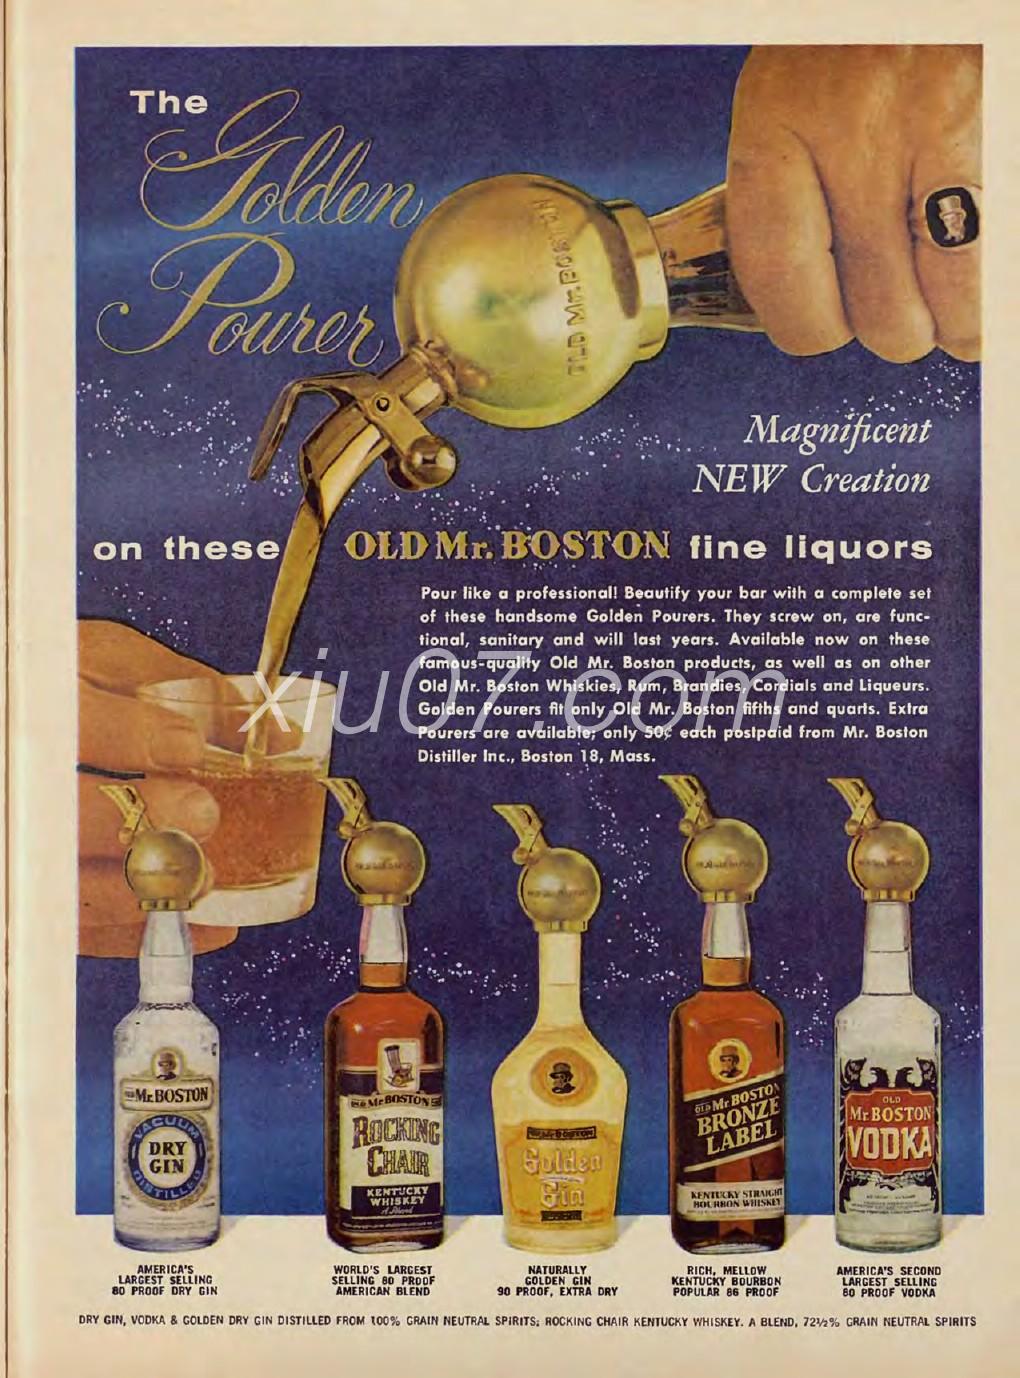 The
Golden
Pourer
OLD Mr. BOSTON
Magnificent
NEW Creation
on these OLD Mr. BOSTON fine liquors
Pour like a professional! Beautify your bar with a complete set
of these handsome Golden Pourers. They screw on, are func-
tional, sanitary and will last years. Available now on these
famous-quality Old Mr. Boston products, as well as on other
Old Mr. Boston Whiskies, Rum, Brandies, Cordials and Liqueurs.
Golden Pourers fit only Old Mr. Boston fifths and quarts. Extra
Pourers are available; only 50¢ each postpaid from Mr. Boston
Distiller Inc., Boston 18, Mass.
xiu07.com
OLD Mr. BOSTON
VACUUM
DRY
GIN
DISTILLED
OLD Mr BOSTON
ROCKING
CHAIR
KENTUCKY
WHISKEY
A Blend
OLD Mr BOSTON
Golden
Gin
OLD Mr BOSTON
BRONZE
LABEL
KENTUCKY STRAIGHT
BOURBON WHISKEY
OLD
Mr BOSTON
VODKA
AMERICA'S
LARGEST SELLING
80 PROOF DRY GIN
WORLD'S LARGEST
SELLING 80 PROOF
AMERICAN BLEND
NATURALLY
GOLDEN GIN
90 PROOF, EXTRA DRY
RICH, MELLOW
KENTUCKY BOURBON
POPULAR 86 PROOF
AMERICA'S SECOND
LARGEST SELLING
80 PROOF VODKA
DRY GIN, VODKA & GOLDEN DRY GIN DISTILLED FROM 100% GRAIN NEUTRAL SPIRITS; ROCKING CHAIR KENTUCKY WHISKEY. A BLEND, 72½% GRAIN NEUTRAL SPIRITS